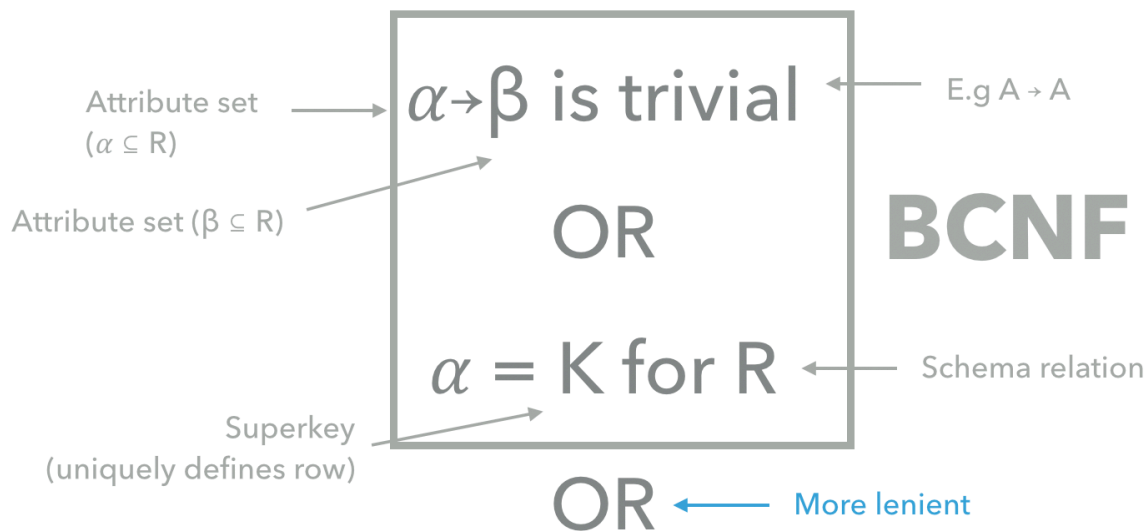 α→β is trivial
E.g A → A
Attribute set
(α ⊆ R)
Attribute set (β ⊆ R)
OR
BCNF
α = K for R
Schema relation
Superkey
(uniquely defines row)
OR
More lenient